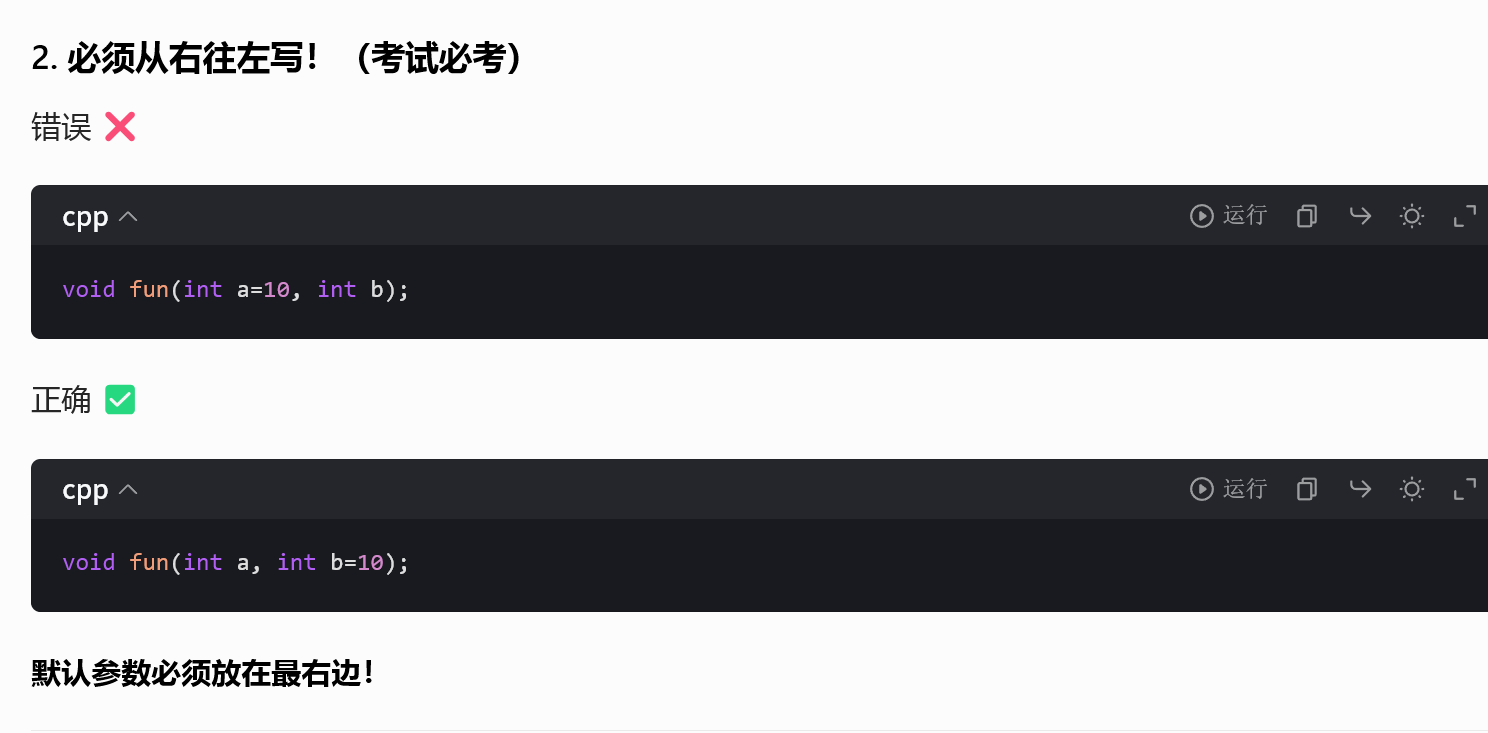 2. 必须从右往左写！（考试必考）
错误 ❌
cpp 运行
void fun(int a=10, int b);
正确 ✅
cpp 运行
void fun(int a, int b=10);
默认参数必须放在最右边！